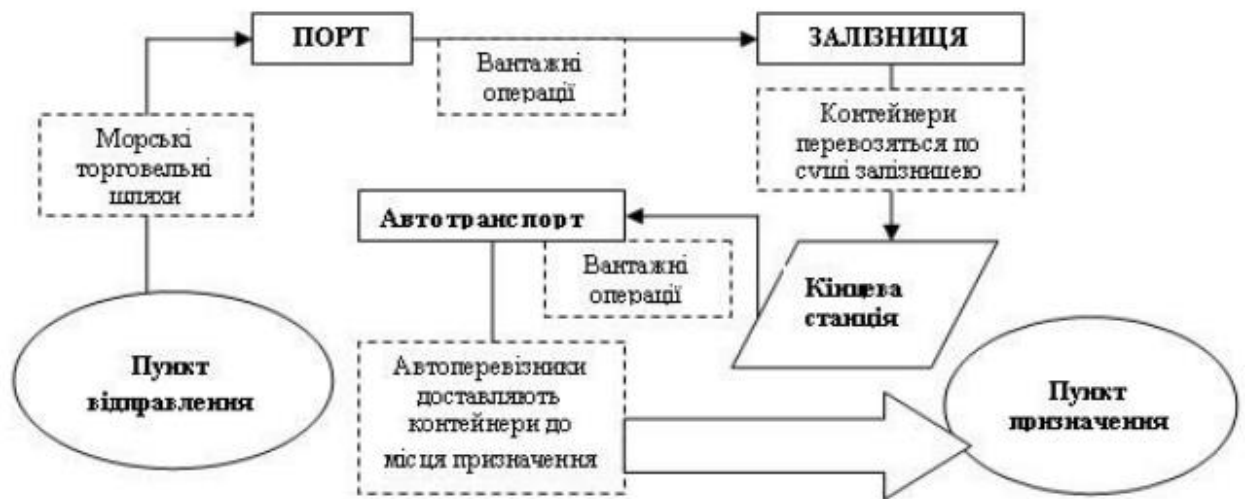 ПОРТ
ЗАЛІЗНИЦЯ
Вантажні
операції
Морські
торговельні
шляхи
Контейнери
перевозяться по
суші залізницею
Автотранспорт
Вантажні
операції
Кінцева
станція
Пункт
відправлення
Автоперевізники
доставляють
контейнери до
місця призначення
Пункт
призначення